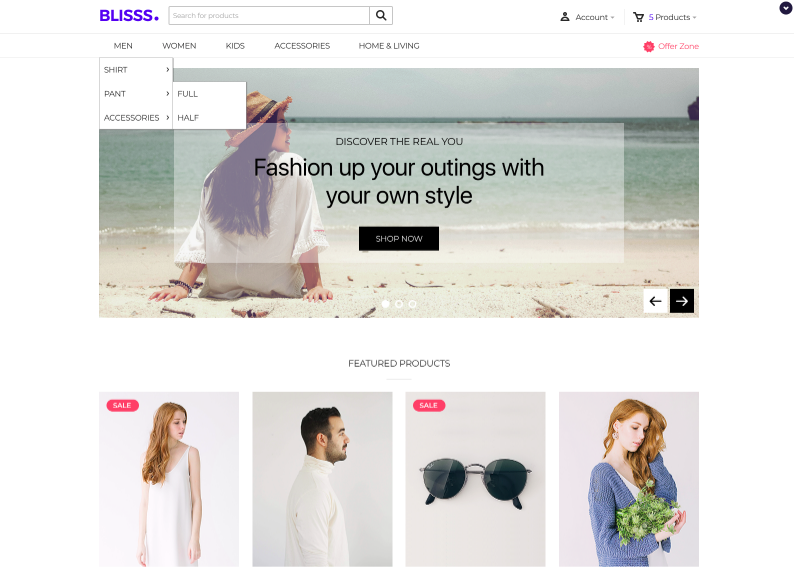 BLISSS.
Search for products
Account
5 Products
MEN
WOMEN
KIDS
ACCESSORIES
HOME & LIVING
Offer Zone
SHIRT
PANT
ACCESSORIES
FULL
HALF
DISCOVER THE REAL YOU
Fashion up your outings with
your own style
SHOP NOW
FEATURED PRODUCTS
SALE
SALE